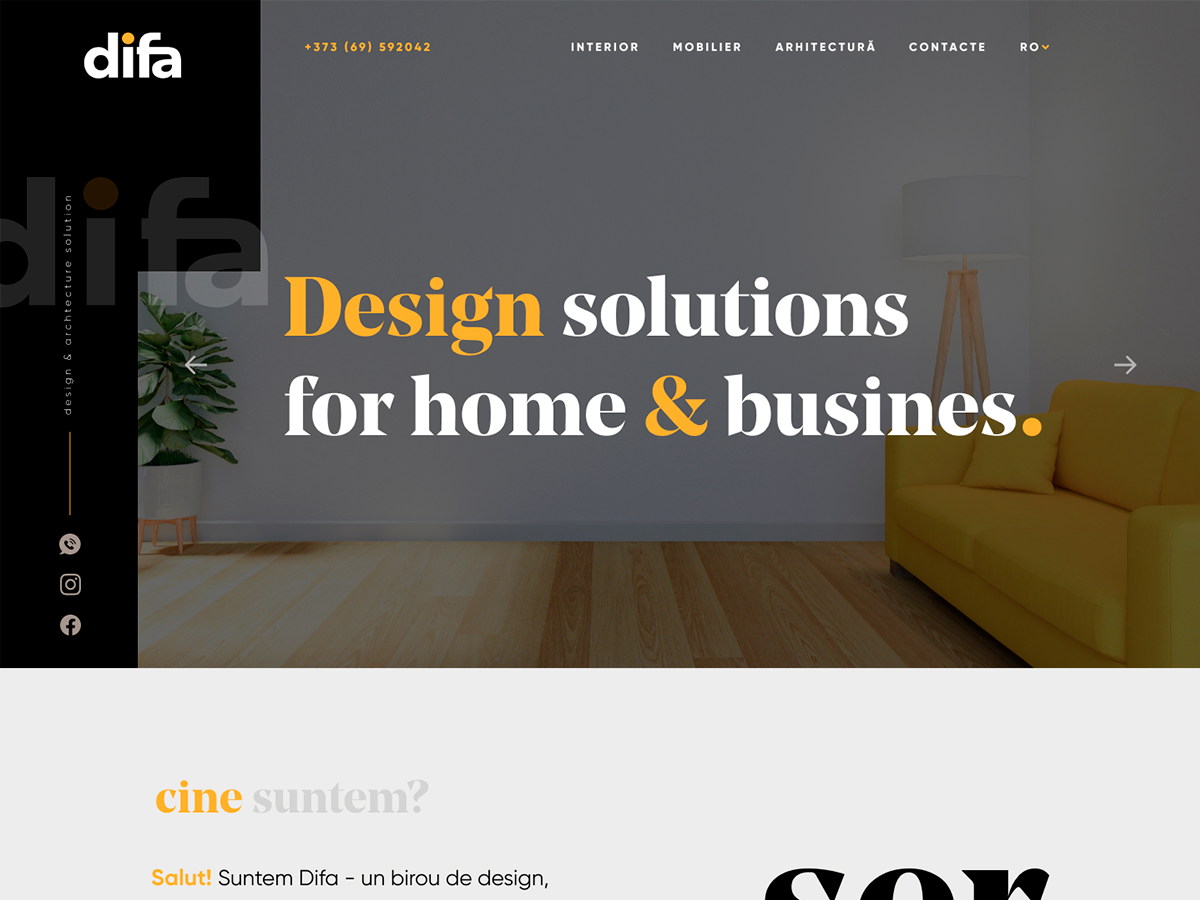 difa
+373 (69) 592042
INTERIOR
MOBILIER
ARHITECTURĂ
CONTACTE
RO
difa
design & archtecture solution
Design solutions
for home & busines.
cine suntem?
Salut! Suntem Difa - un birou de design,
ser